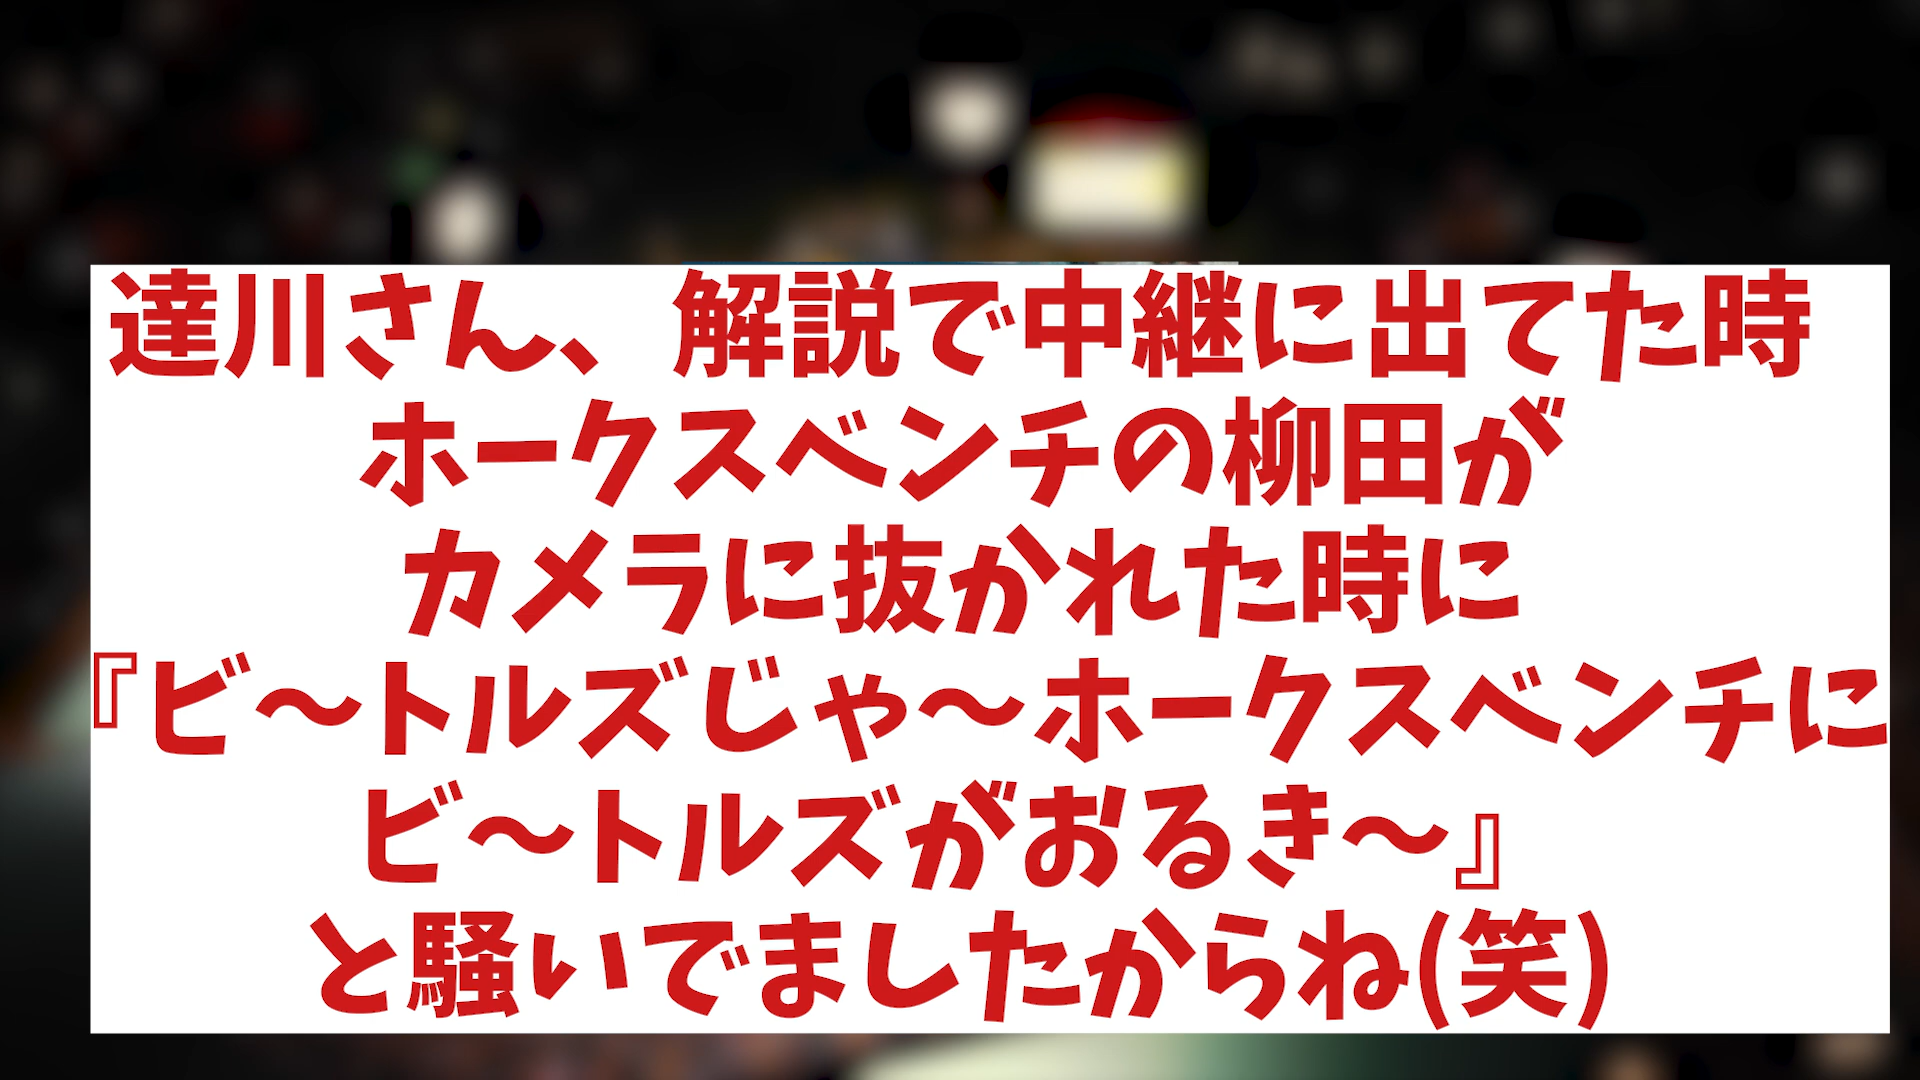 達川さん、解説で中継に出てた時
ホークスベンチの柳田が
カメラに抜かれた時に
『ビ～トルズじゃ～ホークスベンチに
ビ～トルズがおるき～』
と騒いでましたからね(笑)